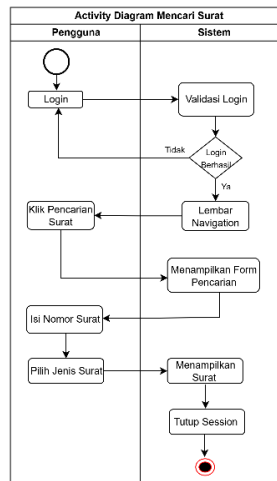 Activity Diagram Mencari Surat
Pengguna
Sistem
Login
Validasi Login
Tidak
Login
Berhasil
Ya
Klik Pencarian
Surat
Lembar
Navigation
Menampilkan Form
Pencarian
Isi Nomor Surat
Pilih Jenis Surat
Menampilkan
Surat
Tutup Session